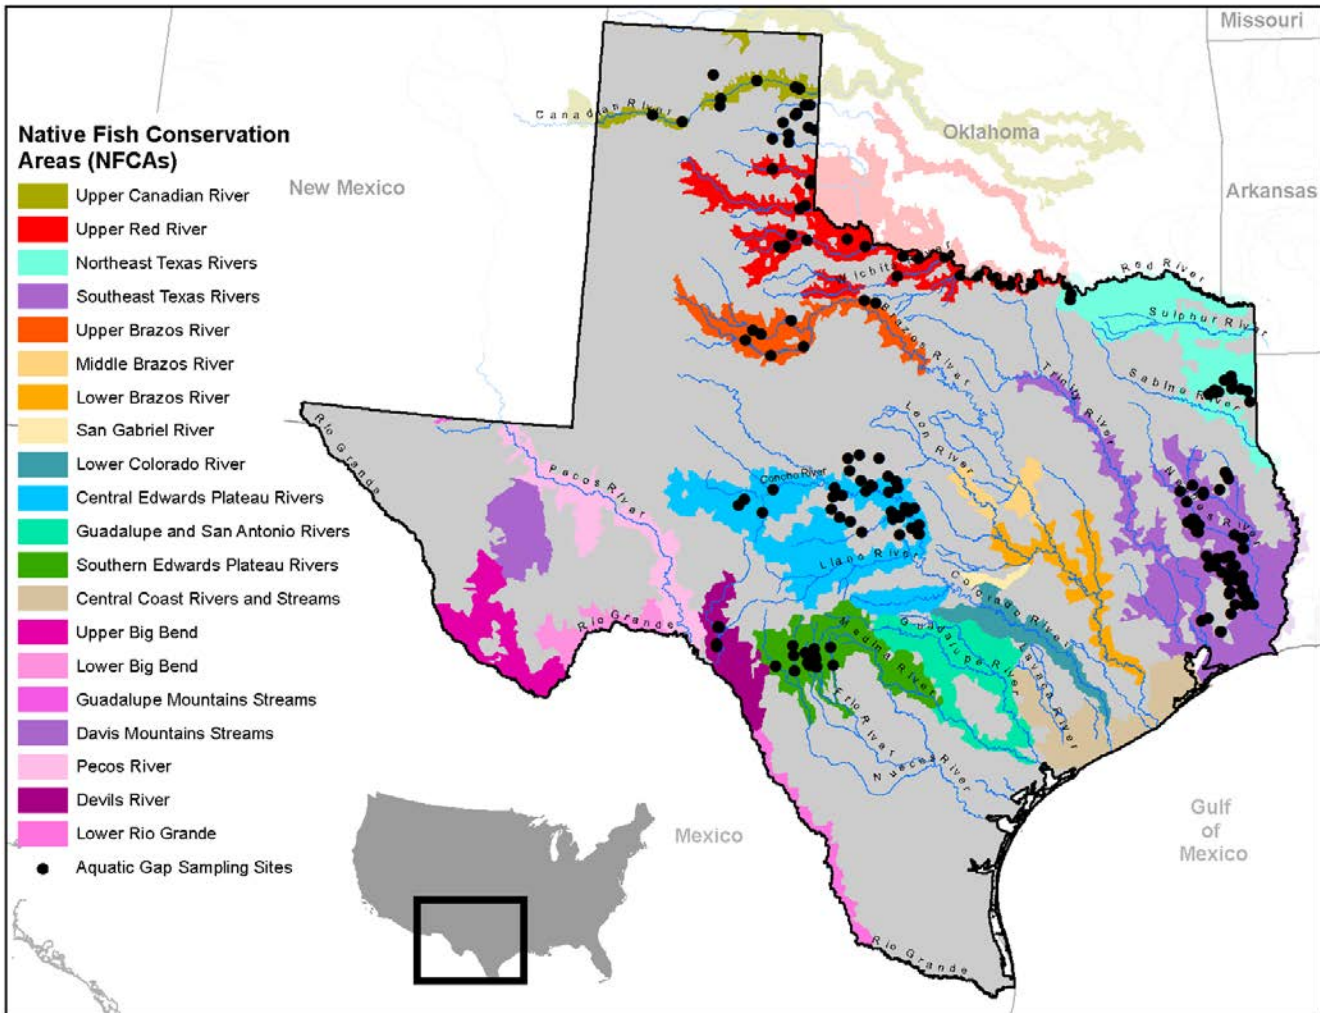 Missouri
Oklahoma
Arkansas
New Mexico
Native Fish Conservation
Areas (NFCAs)
Upper Canadian River
Upper Red River
Northeast Texas Rivers
Southeast Texas Rivers
Upper Brazos River
Middle Brazos River
Lower Brazos River
San Gabriel River
Lower Colorado River
Central Edwards Plateau Rivers
Guadalupe and San Antonio Rivers
Southern Edwards Plateau Rivers
Central Coast Rivers and Streams
Upper Big Bend
Lower Big Bend
Guadalupe Mountains Streams
Davis Mountains Streams
Pecos River
Devils River
Lower Rio Grande
Aquatic Gap Sampling Sites
Canadian River
Red River
Wichita River
Sulphur River
Brazos River
Trinity River
Sabine River
Leon River
Rio Grande
Pecos River
Concho River
Neches River
Llano River
Colorado River
Rio Grande
Medina River
Guadalupa River
Lavaca River
Frio River
Nueces River
Mexico
Gulf
of
Mexico
Rio Grande